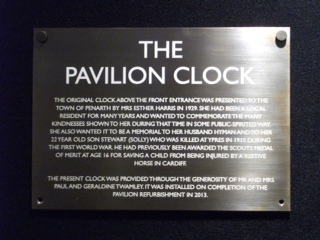 THE
PAVILION CLOCK
THE ORIGINAL CLOCK ABOVE THE FRONT ENTRANCE WAS PRESENTED TO THE
TOWN OF PENARTH BY MRS ESTHER HARRIS IN 1929. SHE HAD BEEN A LOCAL
RESIDENT FOR MANY YEARS AND WANTED TO COMMEMORATE THE MANY
KINDNESSES SHOWN TO HER DURING THAT TIME IN SOME PUBLIC-SPIRITED WAY.
SHE ALSO WANTED IT TO BE A MEMORIAL TO HER HUSBAND HYMAN AND TO HER
22 YEAR OLD SON STEWART (SOLLY) WHO WAS KILLED AT YPRES IN 1915 DURING
THE FIRST WORLD WAR. HE HAD PREVIOUSLY BEEN AWARDED THE SCOUTS MEDAL
OF MERIT AT AGE 16 FOR SAVING A CHILD FROM BEING INJURED BY A RESTIVE
HORSE IN CARDIFF.
THE PRESENT CLOCK WAS PROVIDED THROUGH THE GENEROSITY OF MR AND MRS
PAUL AND GERALDINE TWAMLEY. IT WAS INSTALLED ON COMPLETION OF THE
PAVILION REFURBISHMENT IN 2013.